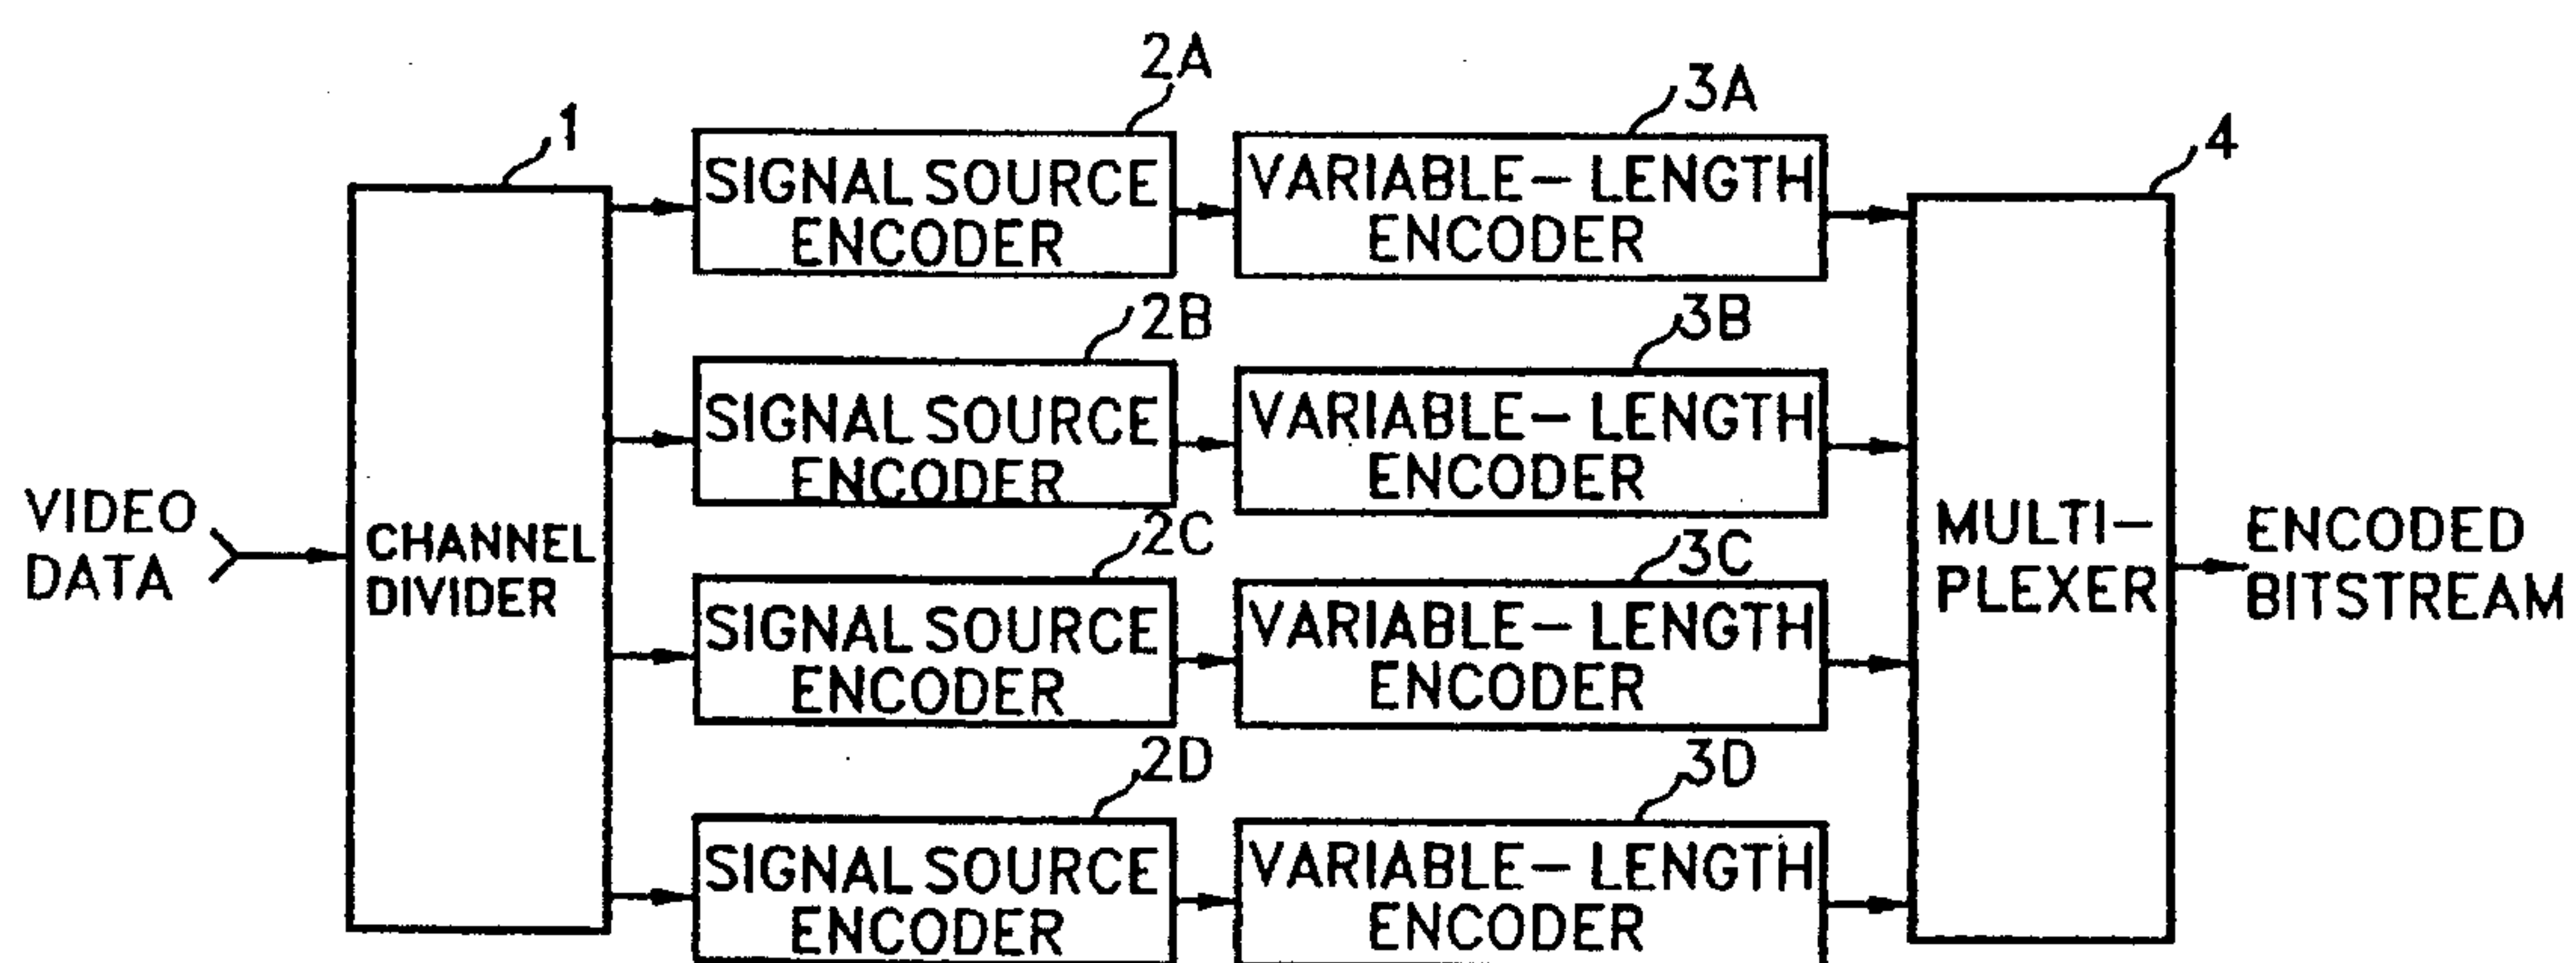 2A
3A
1
4
SIGNAL SOURCE
ENCODER
VARIABLE-LENGTH
ENCODER
2B
3B
SIGNAL SOURCE
ENCODER
VARIABLE-LENGTH
ENCODER
VIDEO
DATA
CHANNEL
DIVIDER
2C
3C
SIGNAL SOURCE
ENCODER
VARIABLE-LENGTH
ENCODER
MULTI-
PLEXER
ENCODED
BITSTREAM
2D
3D
SIGNAL SOURCE
ENCODER
VARIABLE-LENGTH
ENCODER